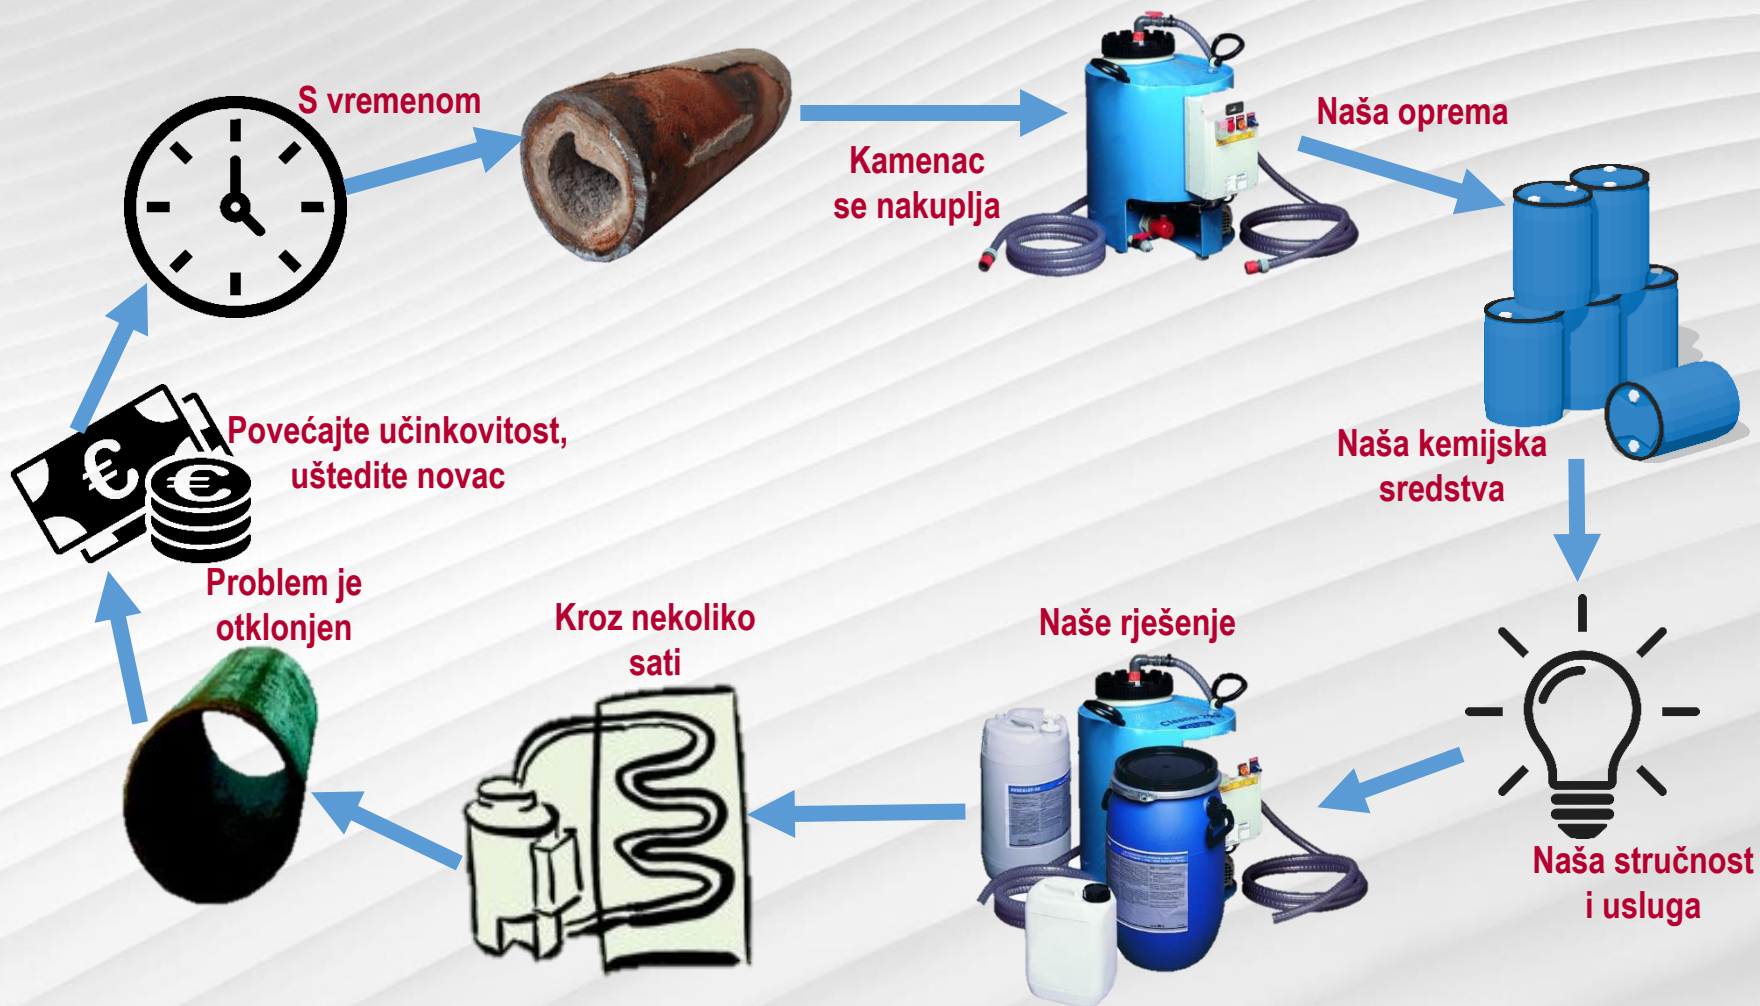 S vremenom
Kamenac
se nakuplja
Naša oprema
Naša kemijska
sredstva
Naša stručnost
i usluga
Naše rješenje
Kroz nekoliko
sati
Problem je
otklonjen
Povećajte učinkovitost,
uštedite novac